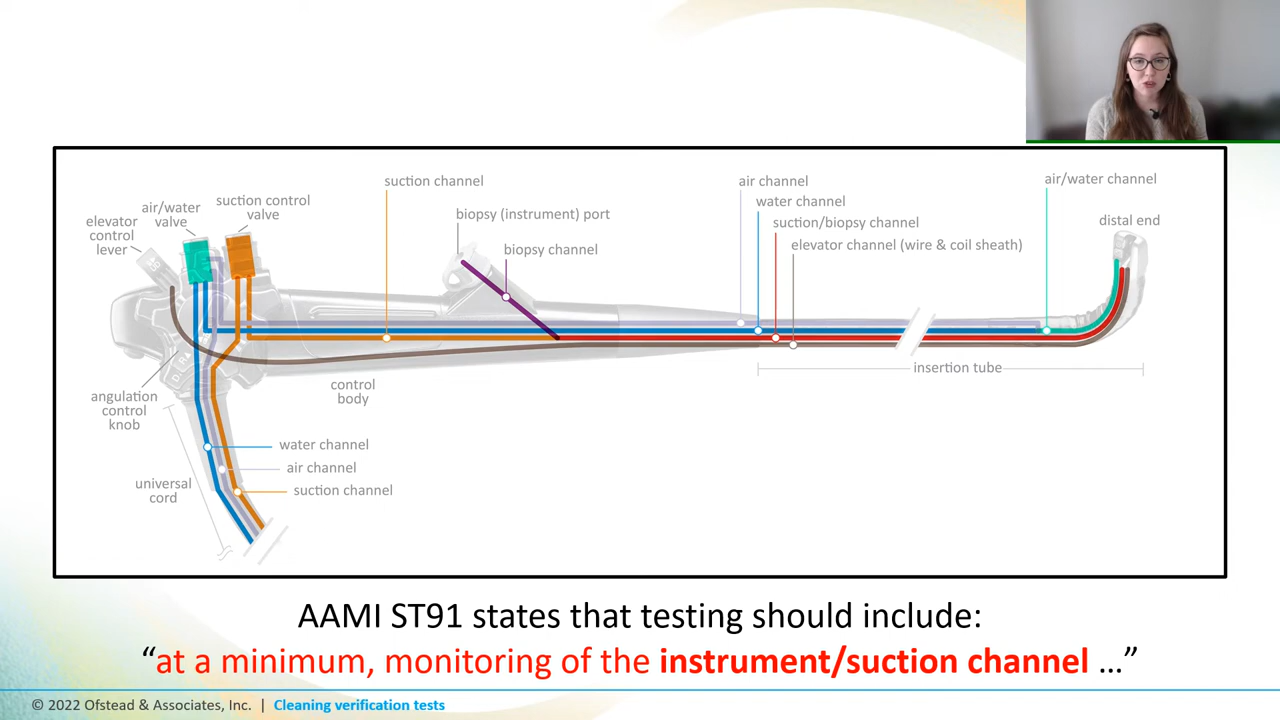 suction channel
air channel
air/water channel
suction control
valve
air/water
valve
water channel
biopsy (instrument) port
elevator
control
lever
suction/biopsy channel
distal end
biopsy channel
elevator channel (wire & coil sheath)
insertion tube
control
body
angulation
control
knob
water channel
air channel
universal
cord
suction channel
AAMI ST91 states that testing should include:
“at a minimum, monitoring of the instrument/suction channel …”
© 2022 Ofstead & Associates, Inc. | Cleaning verification tests